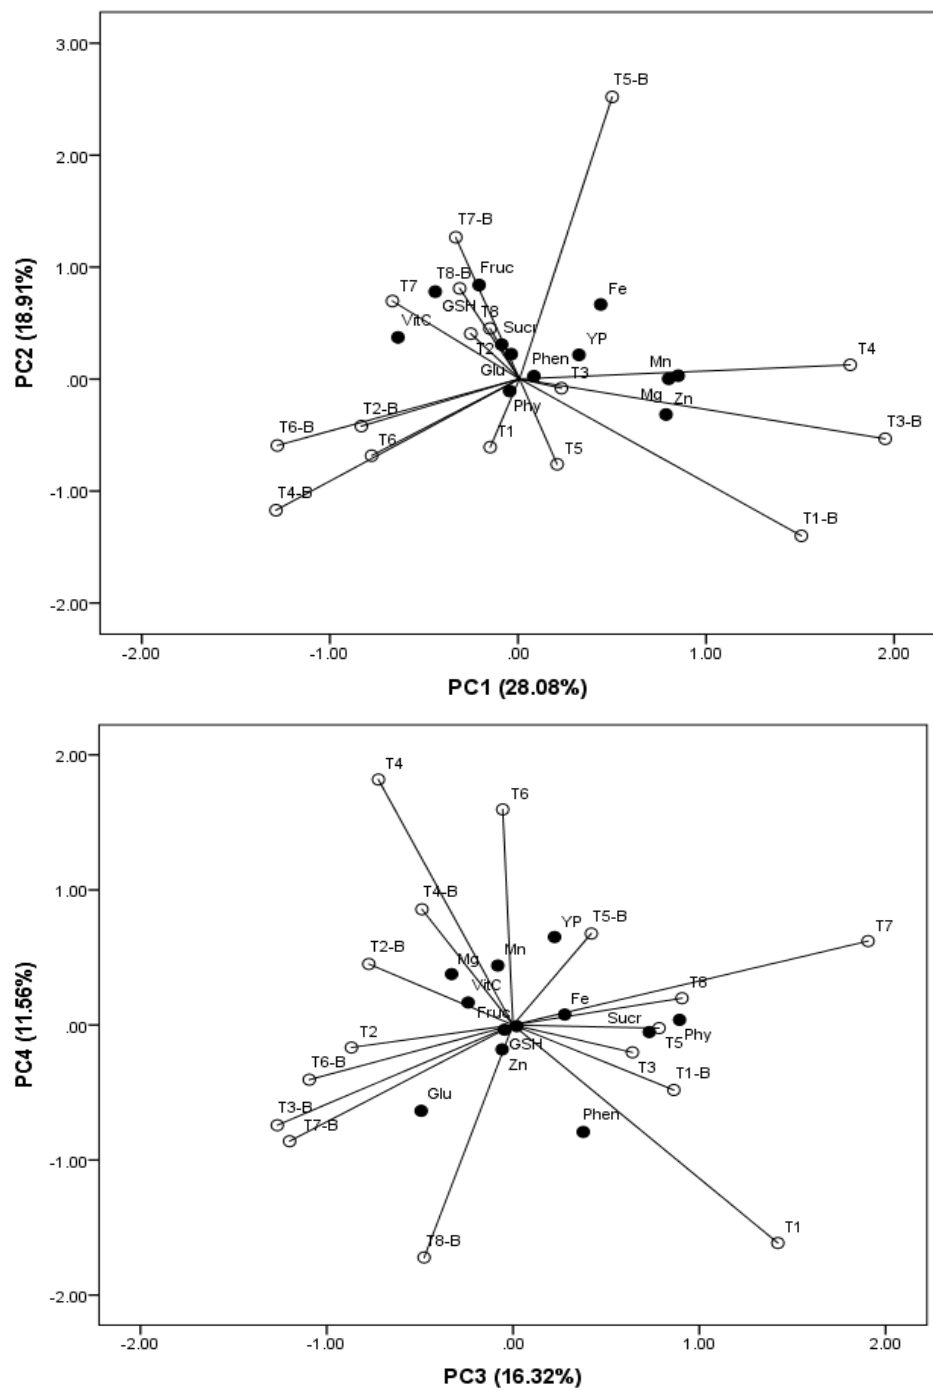 3.00
T5-B
2.00
T7-B
1.00
T8-B
Fruc
T7
GSH
T8
Fe
VitC
Sucr
YP
T2
Phen
Mn
T4
.00
Glu
T3
Mg
Zn
Phy
T2-B
T6-B
T6
T1
T5
T3-B
T4-B
-1.00
T1-B
-2.00
PC2 (18.91%)
-2.00 -1.00 .00 1.00 2.00
PC1 (28.08%)
2.00
T4
T6
1.00
T4-B
YP
T5-B
T7
T2-B
Mg
Mn
VitC
T8
Fe
Fruc
Sucr
.00
T2
GSH
T5
Phy
T6-B
Zn
T3
T1-B
Glu
Phen
T3-B
T7-B
-1.00
T8-B
T1
-2.00
PC4 (11.56%)
-2.00 -1.00 .00 1.00 2.00
PC3 (16.32%)